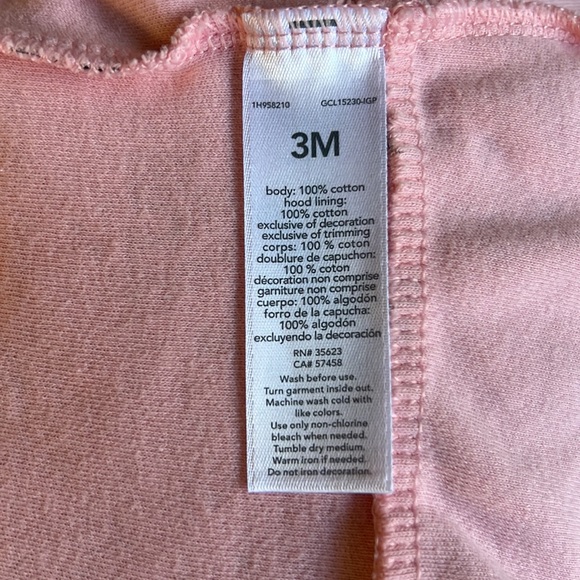 1H958210 GCL15230-IGP
3M
body: 100% cotton
hood lining:
100% cotton
exclusive of decoration
exclusive of trimming
corps: 100 % coton
doublure de capuchon:
100 % coton
décoration non comprise
garniture non comprise
cuerpo: 100% algodón
forro de la capucha:
100% algodón
excluyendo la decoración
RN# 35623
CA# 57458
Wash before use.
Turn garment inside out.
Machine wash cold with
like colors.
Use only non-chlorine
bleach when needed.
Tumble dry medium.
Warm iron if needed.
Do not iron decoration.